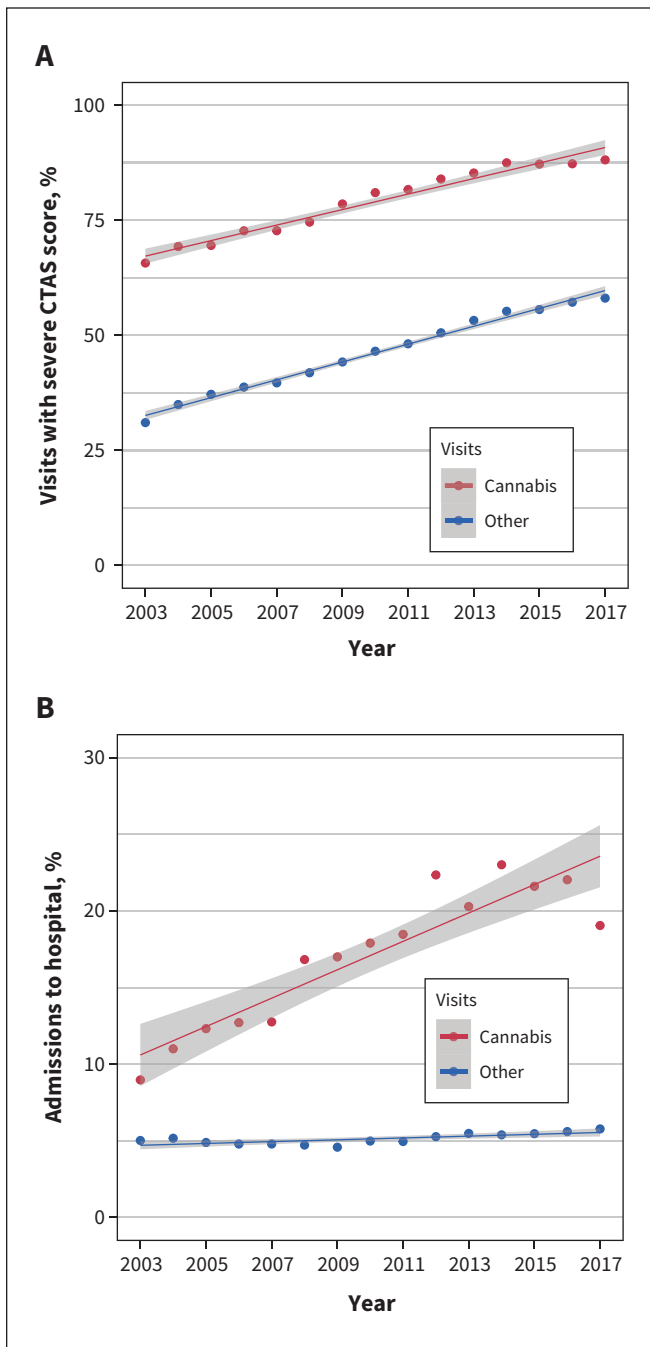 A
Visits with severe CTAS score, %
100
75
50
25
0
Visits
Cannabis
Other
2003 2005 2007 2009 2011 2013 2015 2017
Year
B
Admissions to hospital, %
30
20
10
0
Visits
Cannabis
Other
2003 2005 2007 2009 2011 2013 2015 2017
Year